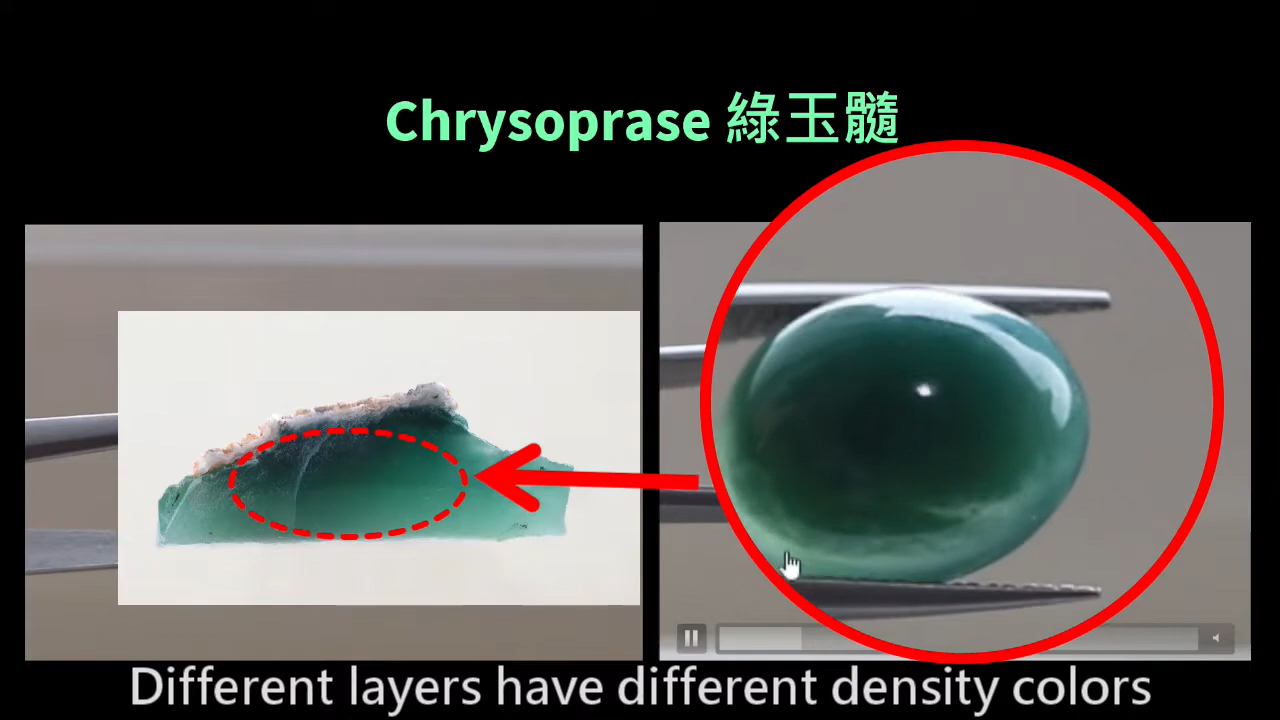 Chrysoprase 綠玉髓
Different layers have different density colors